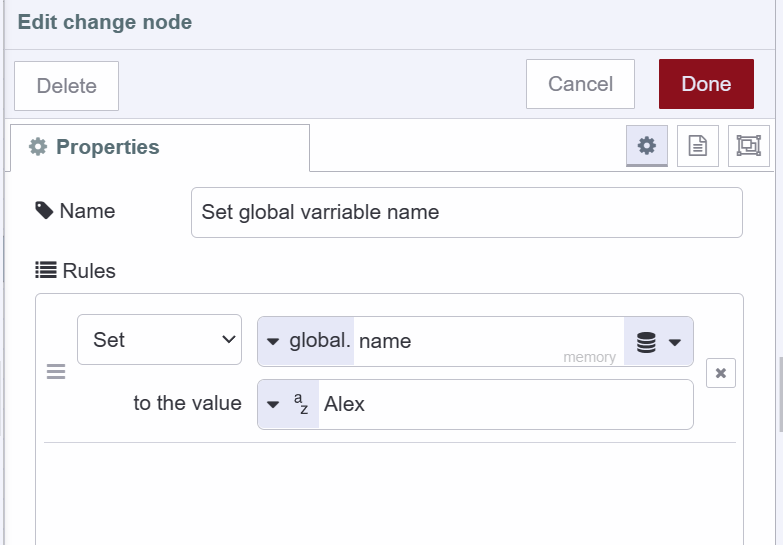 Edit change node
Delete
Cancel
Done
Properties
Name
Set global varriable name
Rules
Set
global. name
memory
to the value
a
z Alex